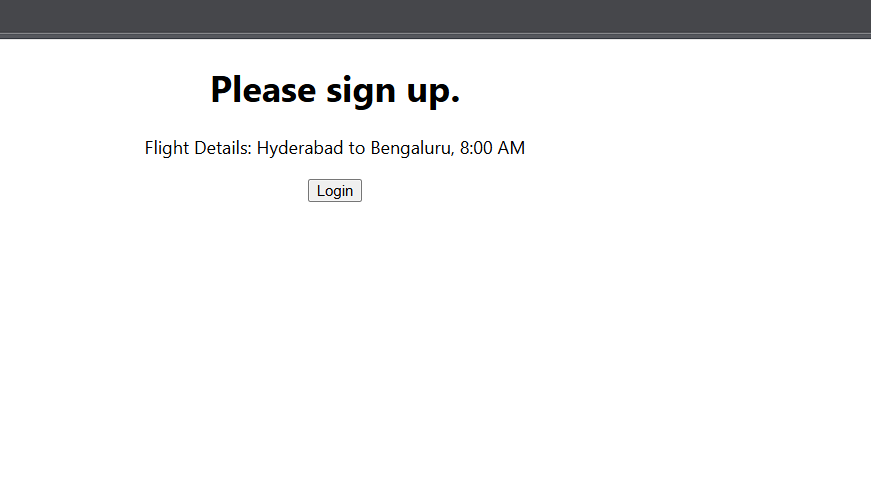 Please sign up.
Flight Details: Hyderabad to Bengaluru, 8:00 AM
Login